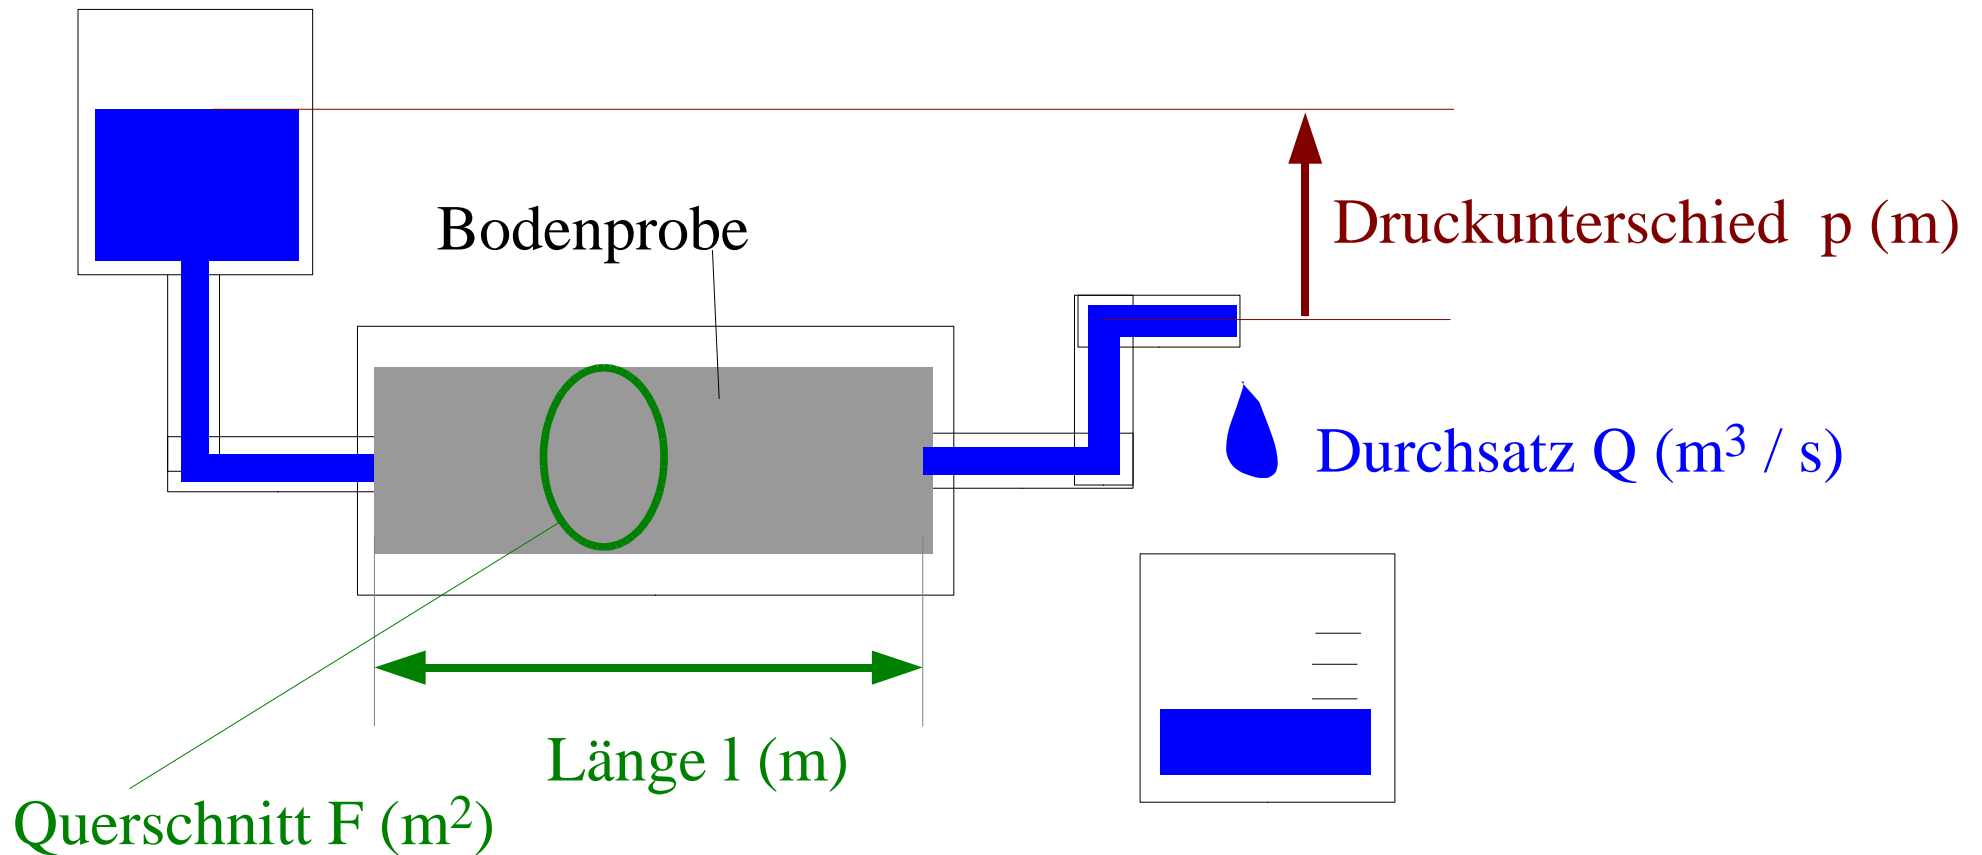 Bodenprobe
Druckunterschied p (m)
Durchsatz Q (m³ / s)
Länge l (m)
Querschnitt F (m²)